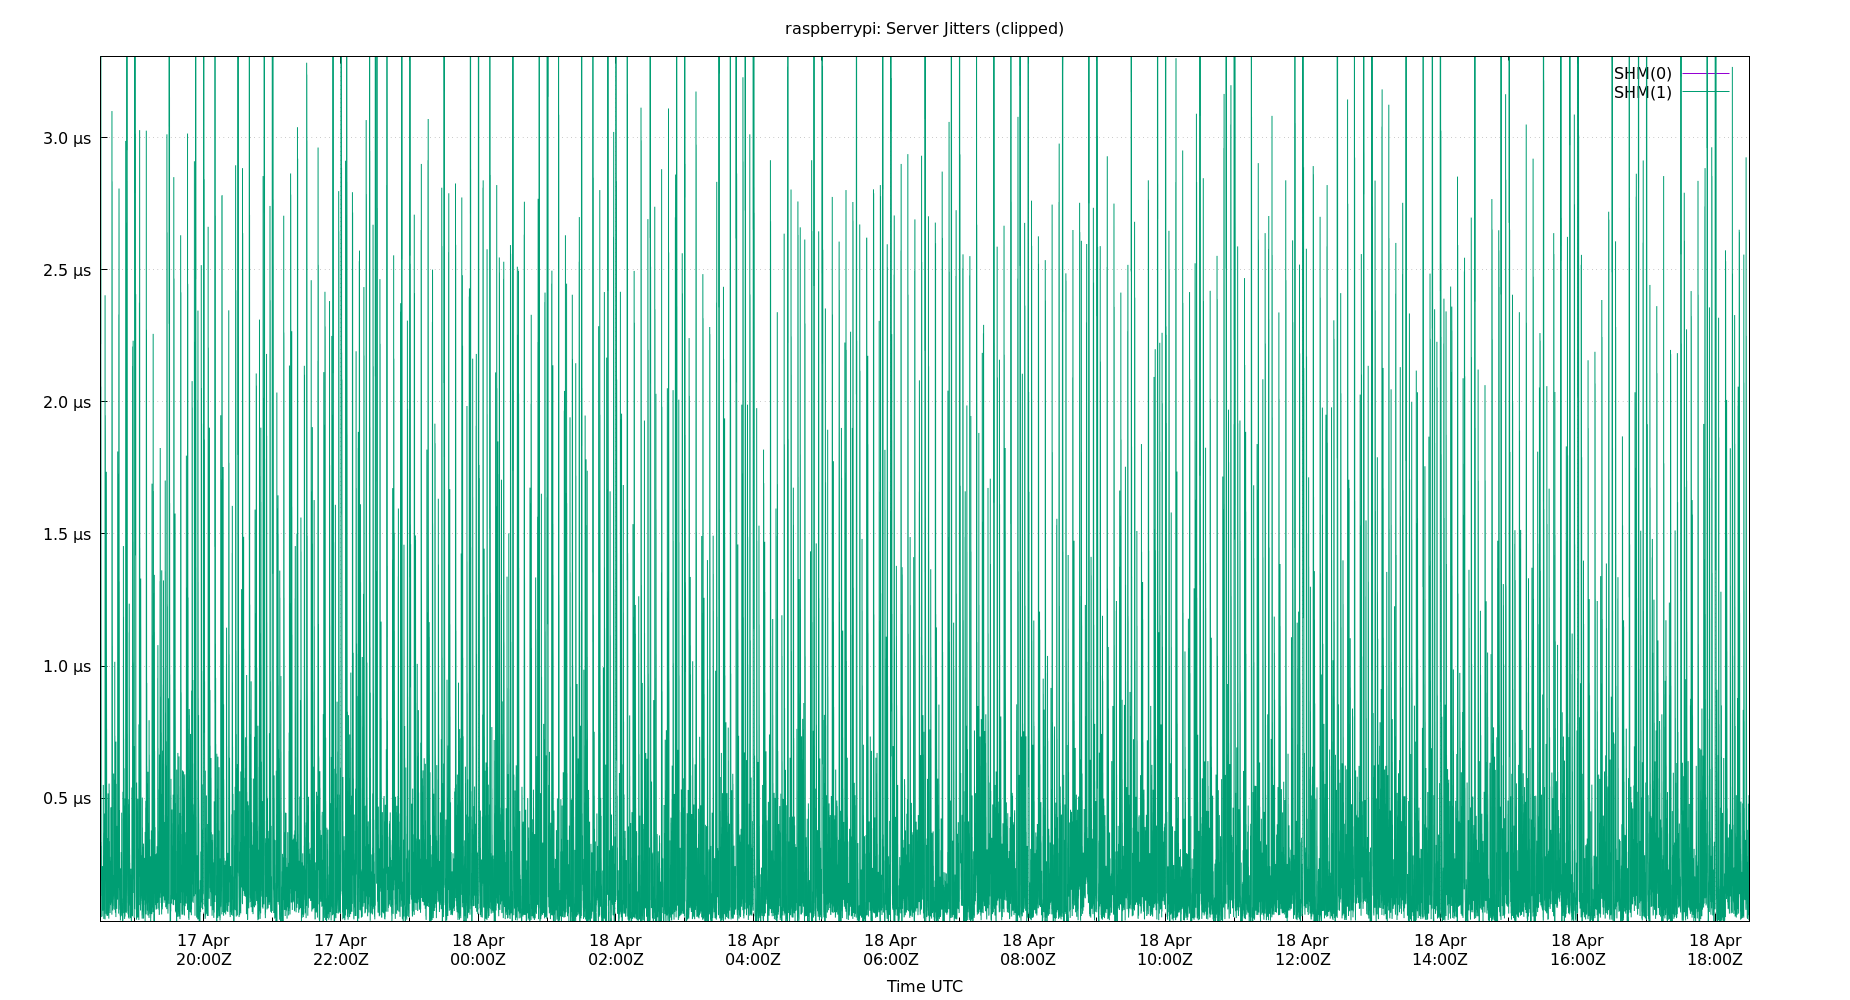 raspberrypi: Server Jitters (clipped)
SHM(0)
SHM(1)
3.0 µs
2.5 µs
2.0 µs
1.5 µs
1.0 µs
0.5 µs
17 Apr 17 Apr 18 Apr 18 Apr 18 Apr 18 Apr 18 Apr 18 Apr 18 Apr 18 Apr 18 Apr 18 Apr
20:00Z 22:00Z 00:00Z 02:00Z 04:00Z 06:00Z 08:00Z 10:00Z 12:00Z 14:00Z 16:00Z 18:00Z
Time UTC